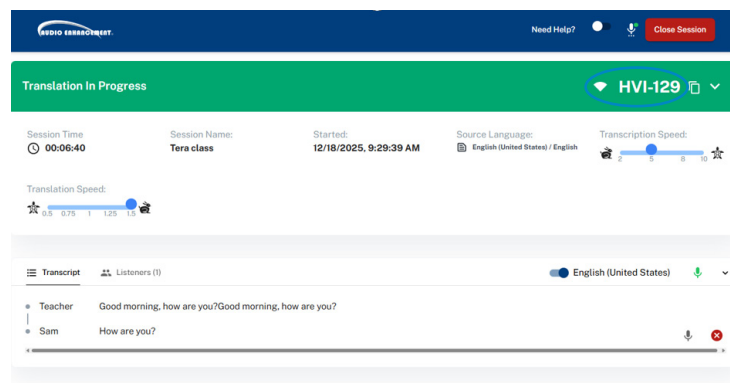 AUDIO ENHANCEMENT.
Need Help?
Close Session
Translation In Progress
HVI-129
Session Time
00:06:40
Session Name:
Tera class
Started:
12/18/2025, 9:29:39 AM
Source Language:
English (United States) / English
Transcription Speed:
2 5 8 10
Translation Speed:
0.5 0.75 1 1.25 1.5
Transcript
Listeners (1)
English (United States)
Teacher
Good morning, how are you?Good morning, how are you?
Sam
How are you?